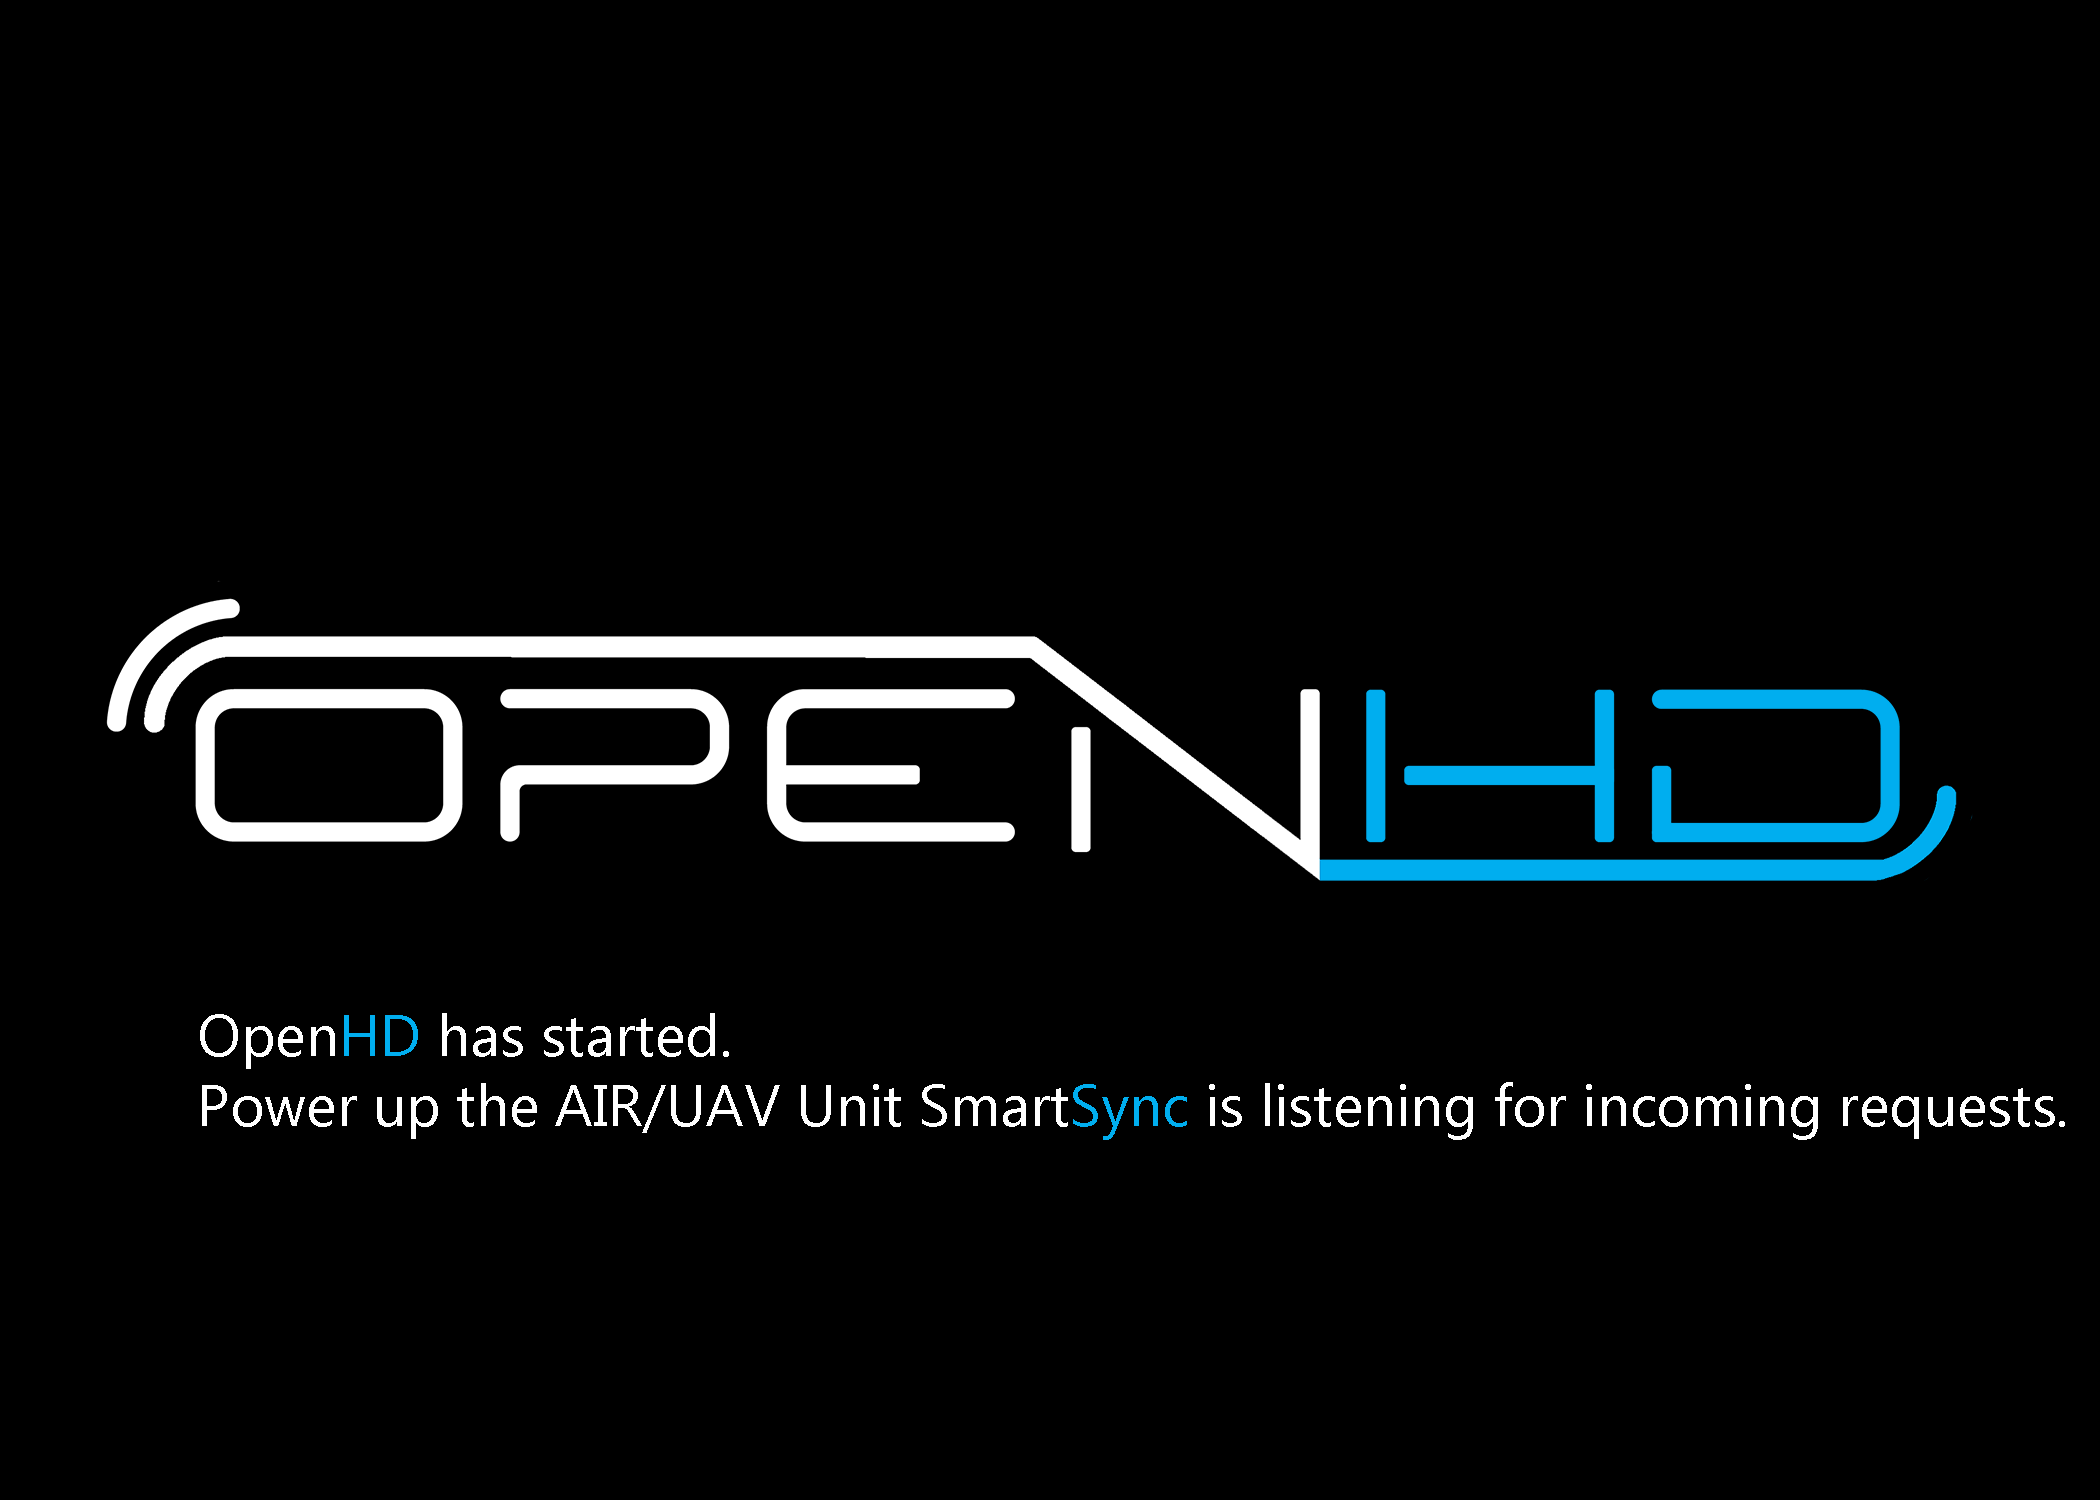 OPENHD
OpenHD has started.
Power up the AIR/UAV Unit SmartSync is listening for incoming requests.